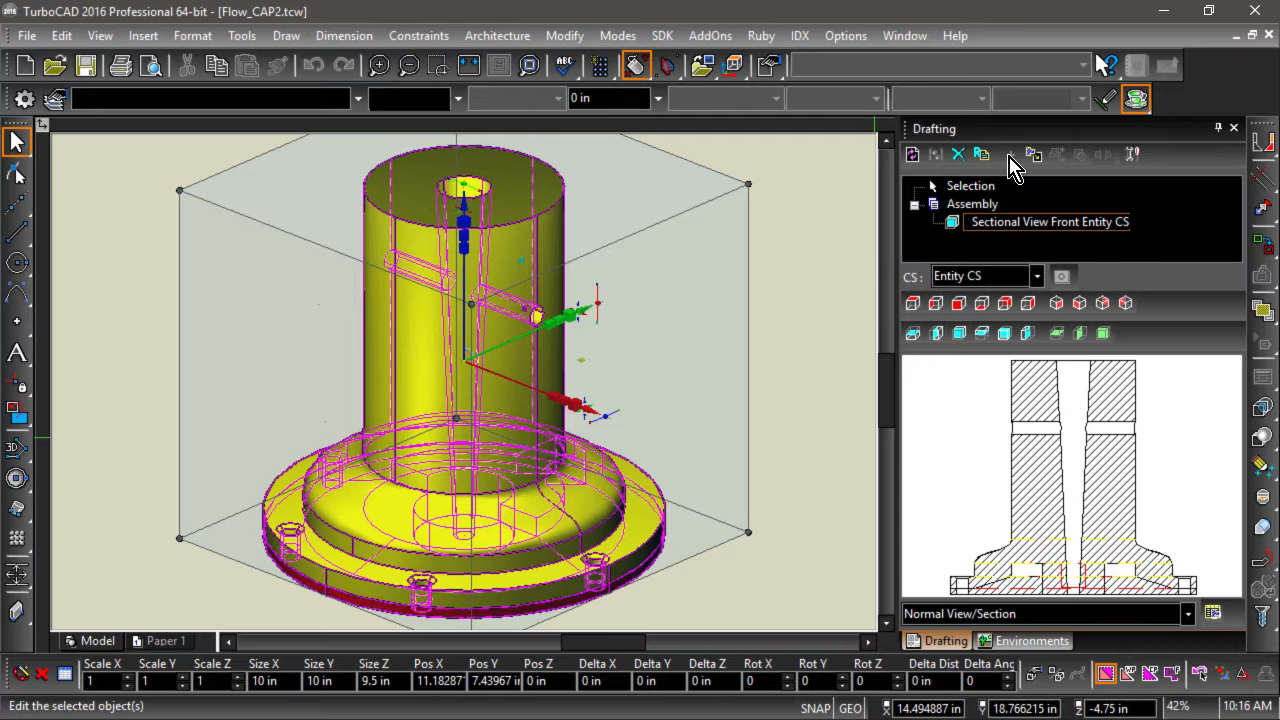 2016 TurboCAD 2016 Professional 64-bit - [Flow_CAP2.tcw]
File Edit View Insert Format Tools Draw Dimension Constraints Architecture Modify Modes SDK AddOns Ruby IDX Options Window Help
ABC
0 in
Drafting
Selection
Assembly
Sectional View Front Entity CS
CS: Entity CS
A
3D
Normal View/Section
Model Paper 1
Drafting Environments
Scale X Scale Y Scale Z Size X Size Y Size Z Pos X Pos Y Pos Z Delta X Delta Y Delta Z Rot X Rot Y Rot Z Delta Dist Delta Ang
1 1 1 10 in 10 in 9.5 in 11.18287 7.43967 in 0 in 0 in 0 in 0 in 0 0 0 0 in 0
Edit the selected object(s) SNAP GEO X 14.494887 in Y 18.766215 in Z -4.75 in 42% 10:16 AM